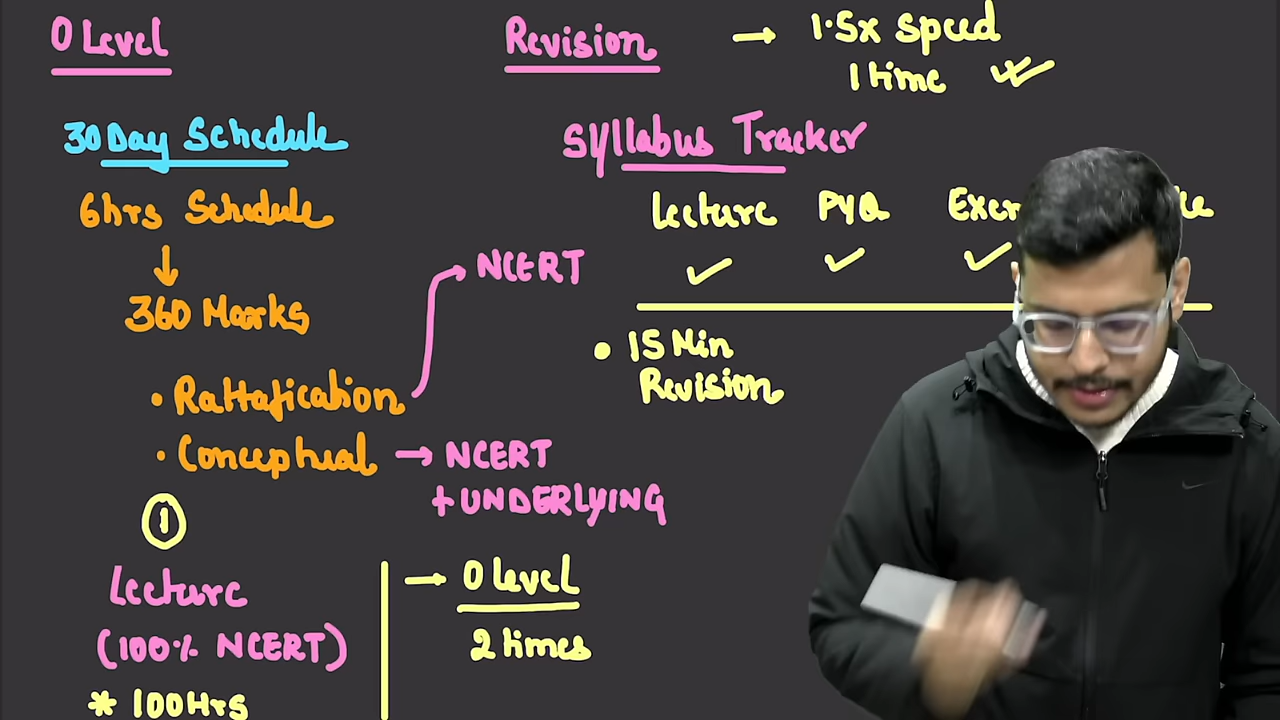 0 Level
30 Day Schedule
6hrs Schedule
360 Marks
• Rattafication
• Conceptual
NCERT
NCERT
+UNDERLYING
1
Lecture
(100% NCERT)
* 100Hrs
0 level
2 times
Revision → 1.5x speed
1 time
Syllabus Tracker
Lecture PYQ
• 15 Min
Revision